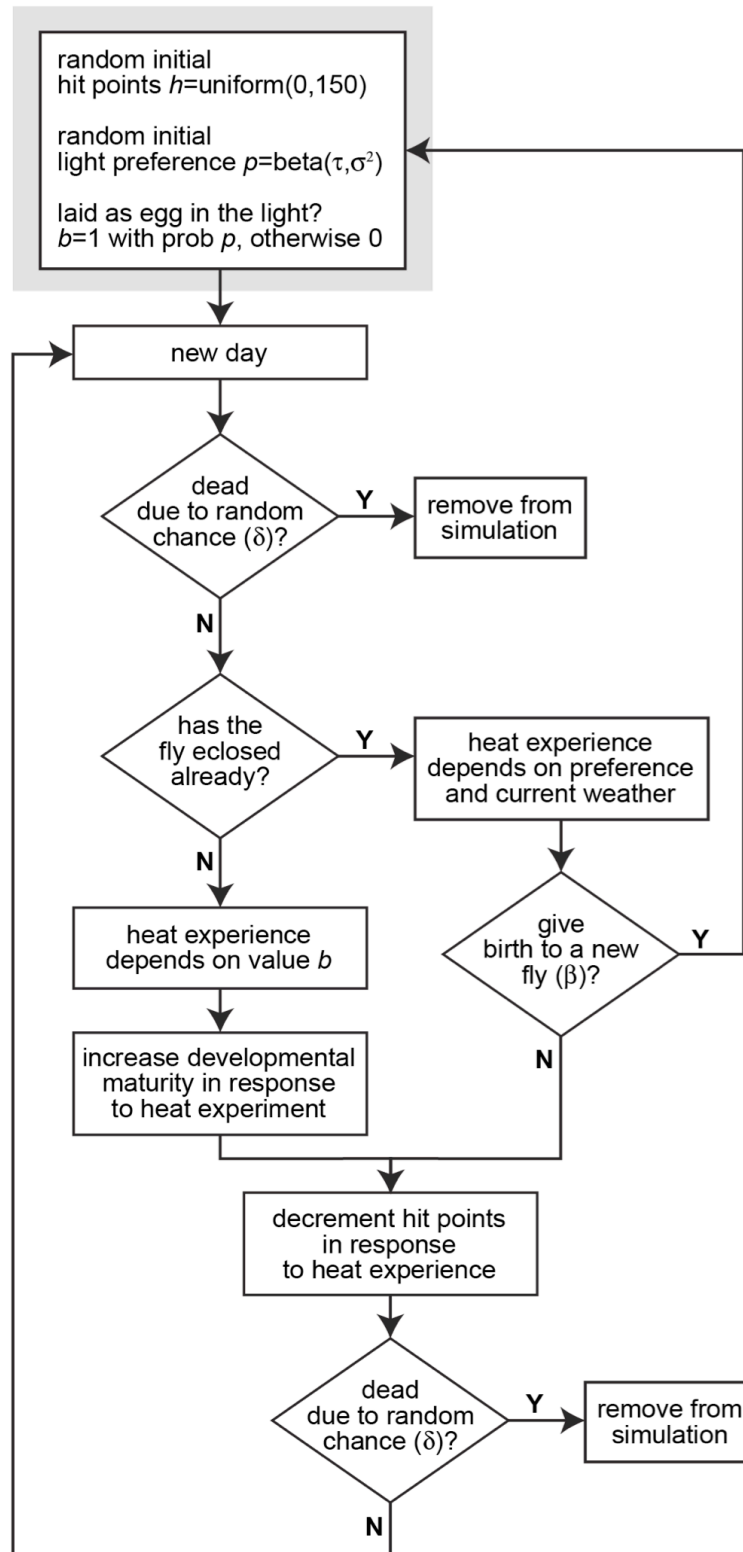 random initial
hit points h=uniform(0,150)
random initial
light preference p=beta(τ,σ²)
laid as egg in the light?
b=1 with prob p, otherwise 0
new day
dead
due to random
chance (δ)?
Y
remove from
simulation
N
has the
fly eclosed
already?
Y
heat experience
depends on preference
and current weather
N
heat experience
depends on value b
give
birth to a new
fly (β)?
Y
increase developmental
maturity in response
to heat experiment
N
decrement hit points
in response
to heat experience
dead
due to random
chance (δ)?
Y
remove from
simulation
N